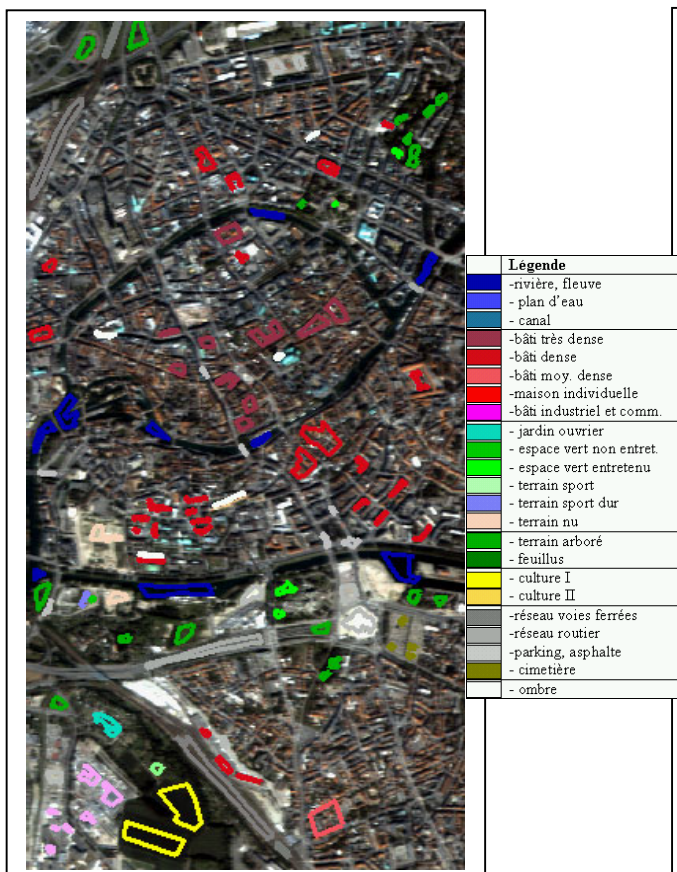 Légende
-rivière, fleuve
- plan d'eau
- canal
-bâti très dense
-bâti dense
-bâti moy. dense
-maison individuelle
-bâti industriel et comm.
- jardin ouvrier
- espace vert non entret.
- espace vert entretenu
- terrain sport
- terrain sport dur
- terrain nu
- terrain arboré
- feuillus
- culture I
- culture II
-réseau voies ferrées
-réseau routier
-parking, asphalte
- cimetière
- ombre